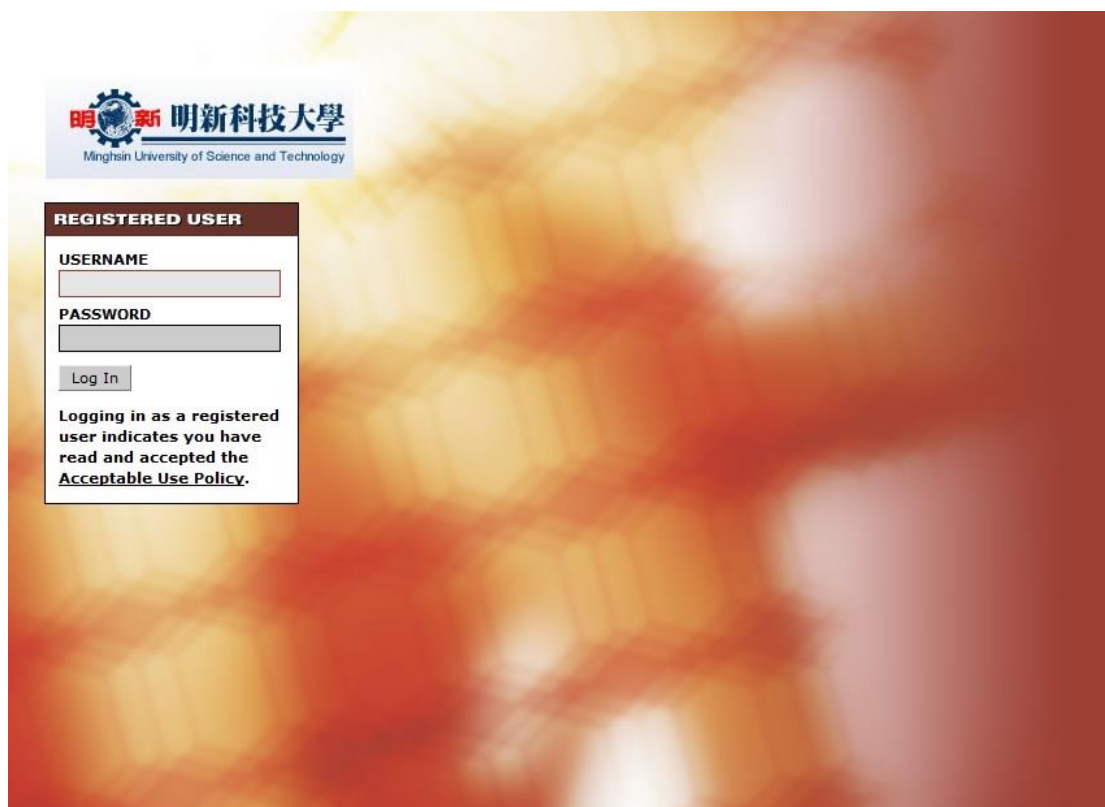 明新 明新科技大學
Minghsin University of Science and Technology
REGISTERED USER
USERNAME
PASSWORD
Log In
Logging in as a registered
user indicates you have
read and accepted the
Acceptable Use Policy.